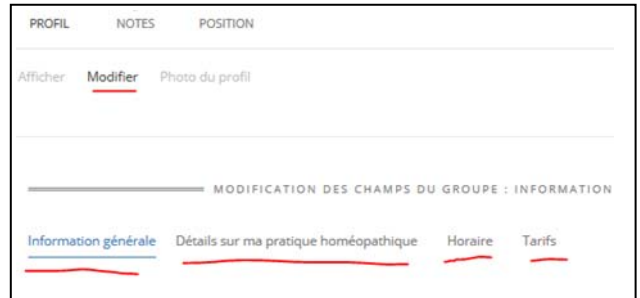 PROFIL NOTES POSITION
Afficher Modifier Photo du profil
MODIFICATION DES CHAMPS DU GROUPE : INFORMATION
Information générale Détails sur ma pratique homéopathique Horaire Tarifs